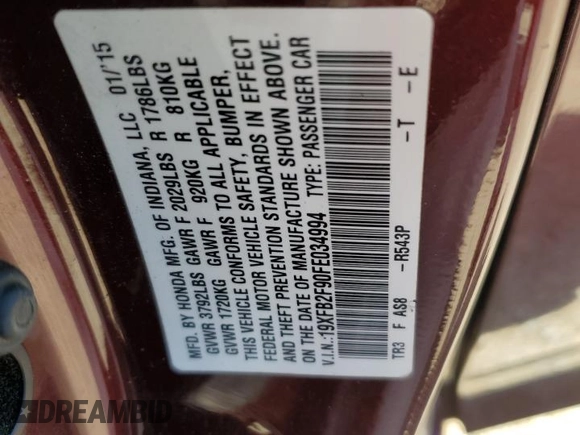 MFD. BY HONDA MFG. OF INDIANA, LLC 01/'15
GVWR 3792LBS GAWR F 2029LBS R 1786LBS
GVWR 1720KG GAWR F 920KG R 810KG
THIS VEHICLE CONFORMS TO ALL APPLICABLE
FEDERAL MOTOR VEHICLE SAFETY, BUMPER,
AND THEFT PREVENTION STANDARDS IN EFFECT
ON THE DATE OF MANUFACTURE SHOWN ABOVE.
V.I.N.:19XFB2F90FE034994 TYPE: PASSENGER CAR
TR3 F AS8 -R543P -T -E
DREAMBID